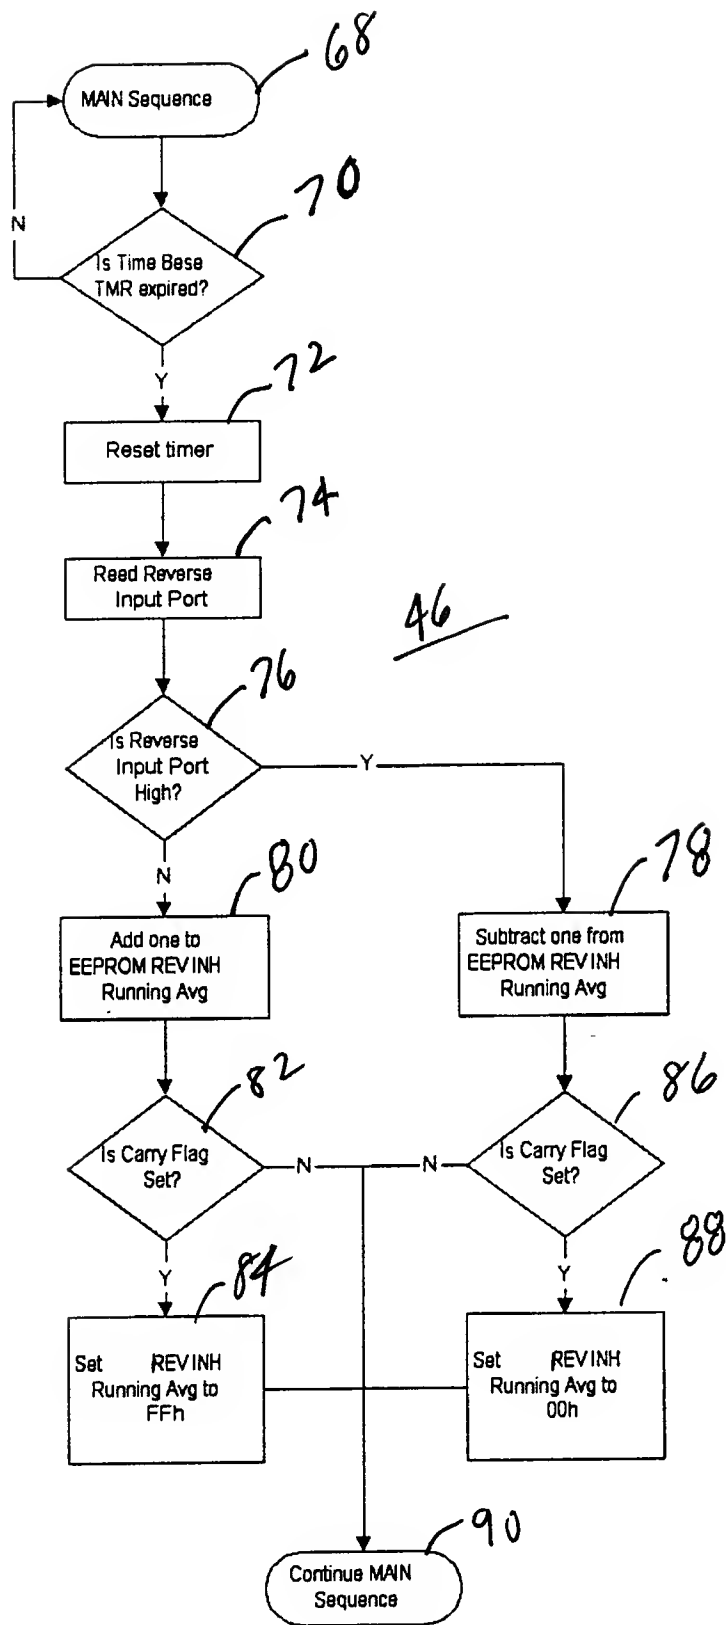 68
MAIN Sequence
70
N
Is Time Base
TMR expired?
Y
72
Reset timer
74
Read Reverse
Input Port
46
76
Is Reverse
Input Port
High?
Y
N
80
78
Add one to
EEPROM REVINH
Running Avg
Subtract one from
EEPROM REVINH
Running Avg
82
86
Is Carry Flag
Set?
N
N
Is Carry Flag
Set?
Y
84
Y
88
Set REVINH
Running Avg to
FFh
Set REVINH
Running Avg to
00h
90
Continue MAIN
Sequence